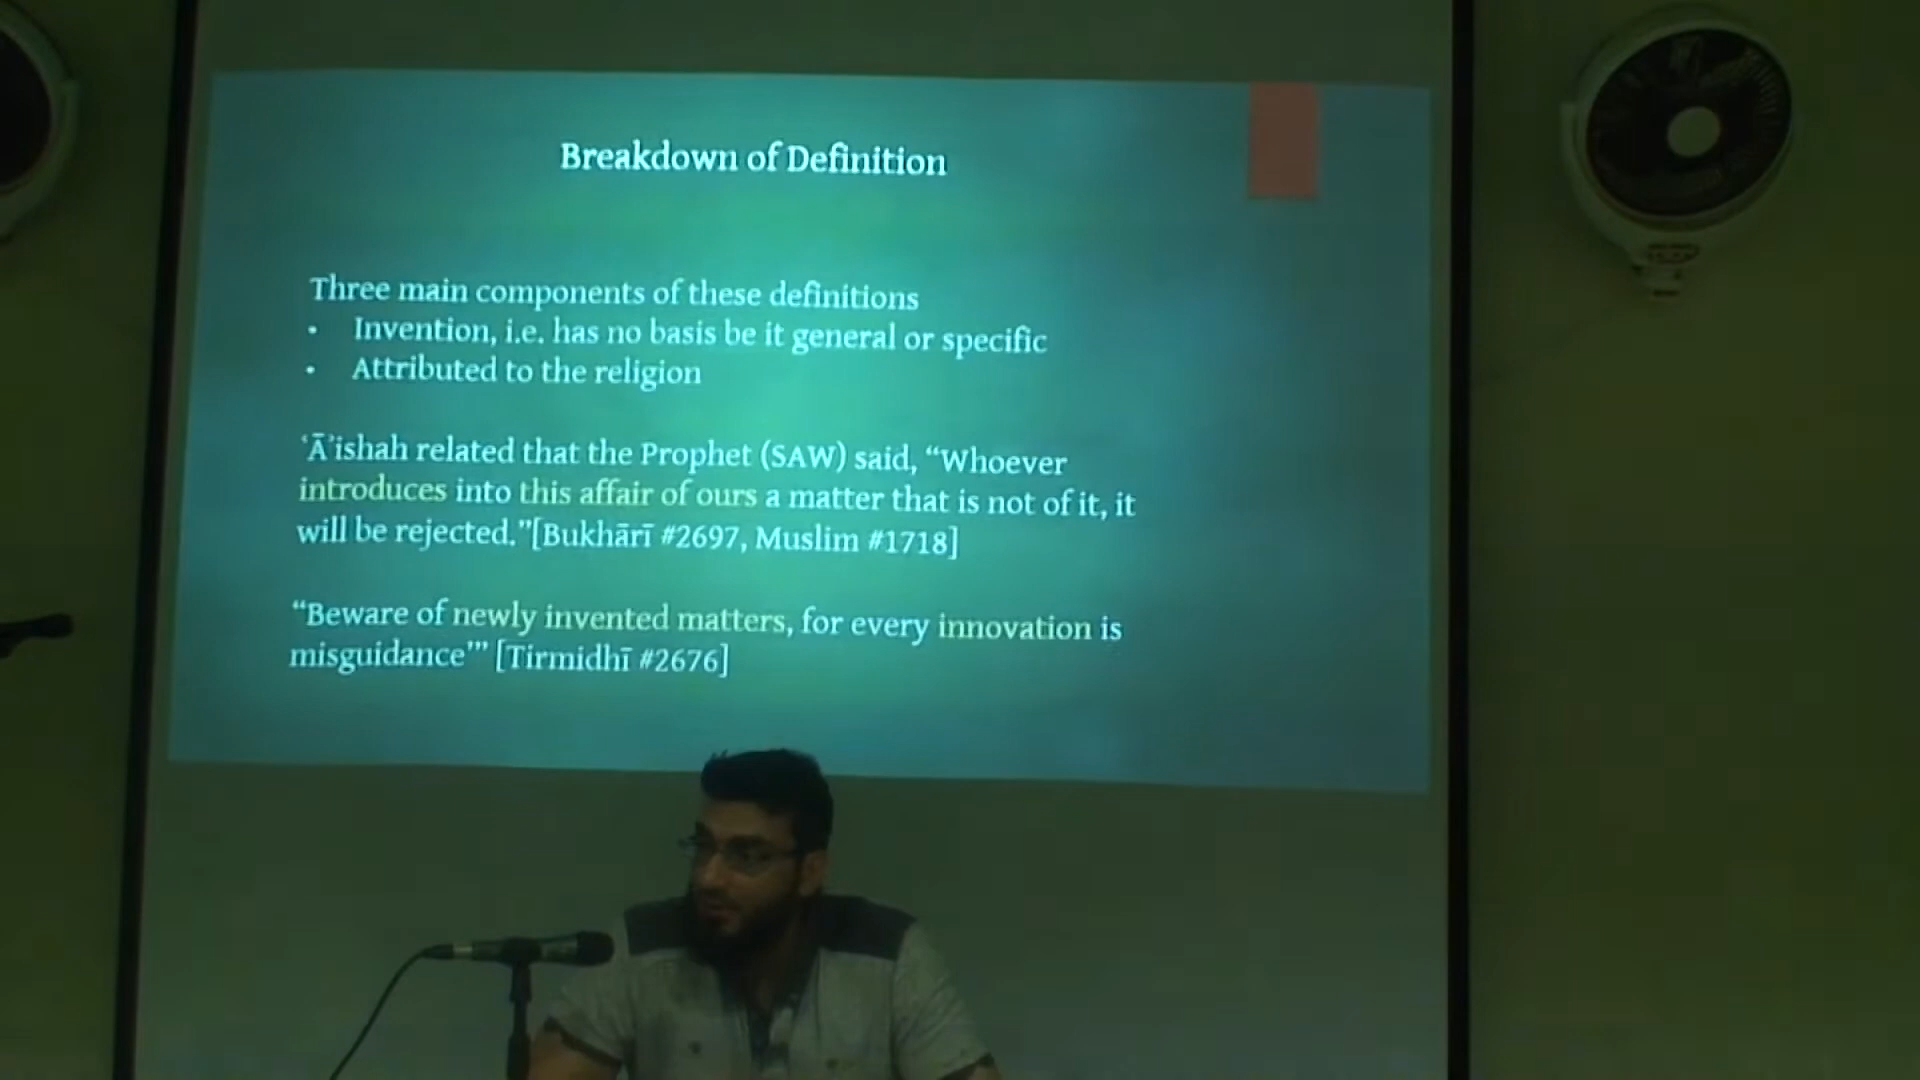 Breakdown of Definition
Three main components of these definitions
• Invention, i.e. has no basis be it general or specific
• Attributed to the religion
‘Ā’ishah related that the Prophet (SAW) said, “Whoever
introduces into this affair of ours a matter that is not of it, it
will be rejected.”[Bukhārī #2697, Muslim #1718]
“Beware of newly invented matters, for every innovation is
misguidance’” [Tirmidhī #2676]